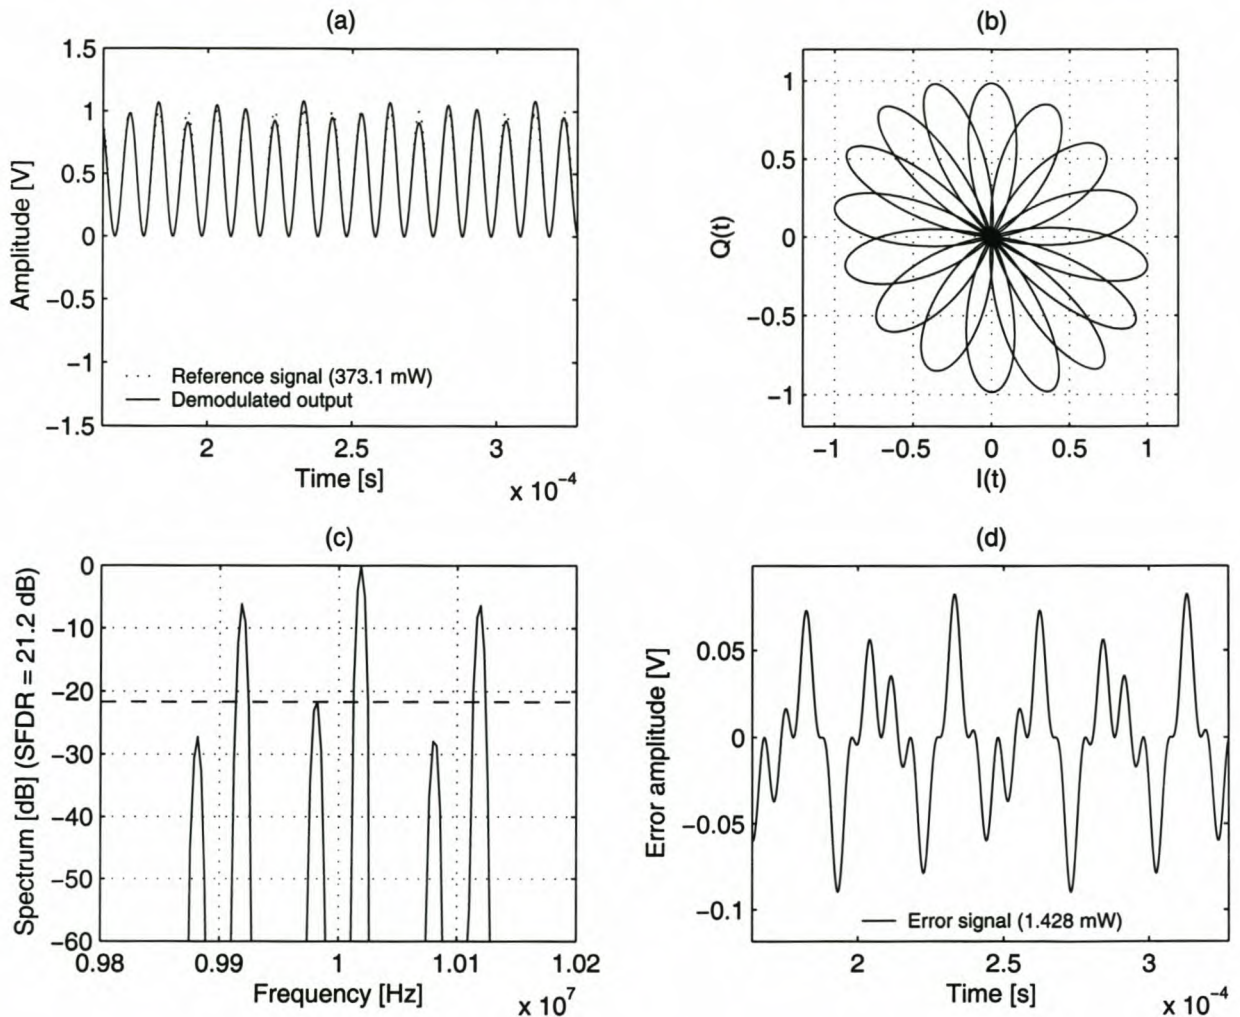 (a)
1.5
1
0.5
0
−0.5
−1
−1.5
Amplitude [V]
Reference signal (373.1 mW)
Demodulated output
2
2.5
3
Time [s]
x 10−4
(b)
1
0.5
0
−0.5
−1
Q(t)
−1
−0.5
0
0.5
1
I(t)
(c)
0
−10
−20
−30
−40
−50
−60
Spectrum [dB] (SFDR = 21.2 dB)
0.98
0.99
1
1.01
1.02
Frequency [Hz]
x 10^7
(d)
0.05
0
−0.05
−0.1
Error amplitude [V]
Error signal (1.428 mW)
2
2.5
3
Time [s]
x 10−4